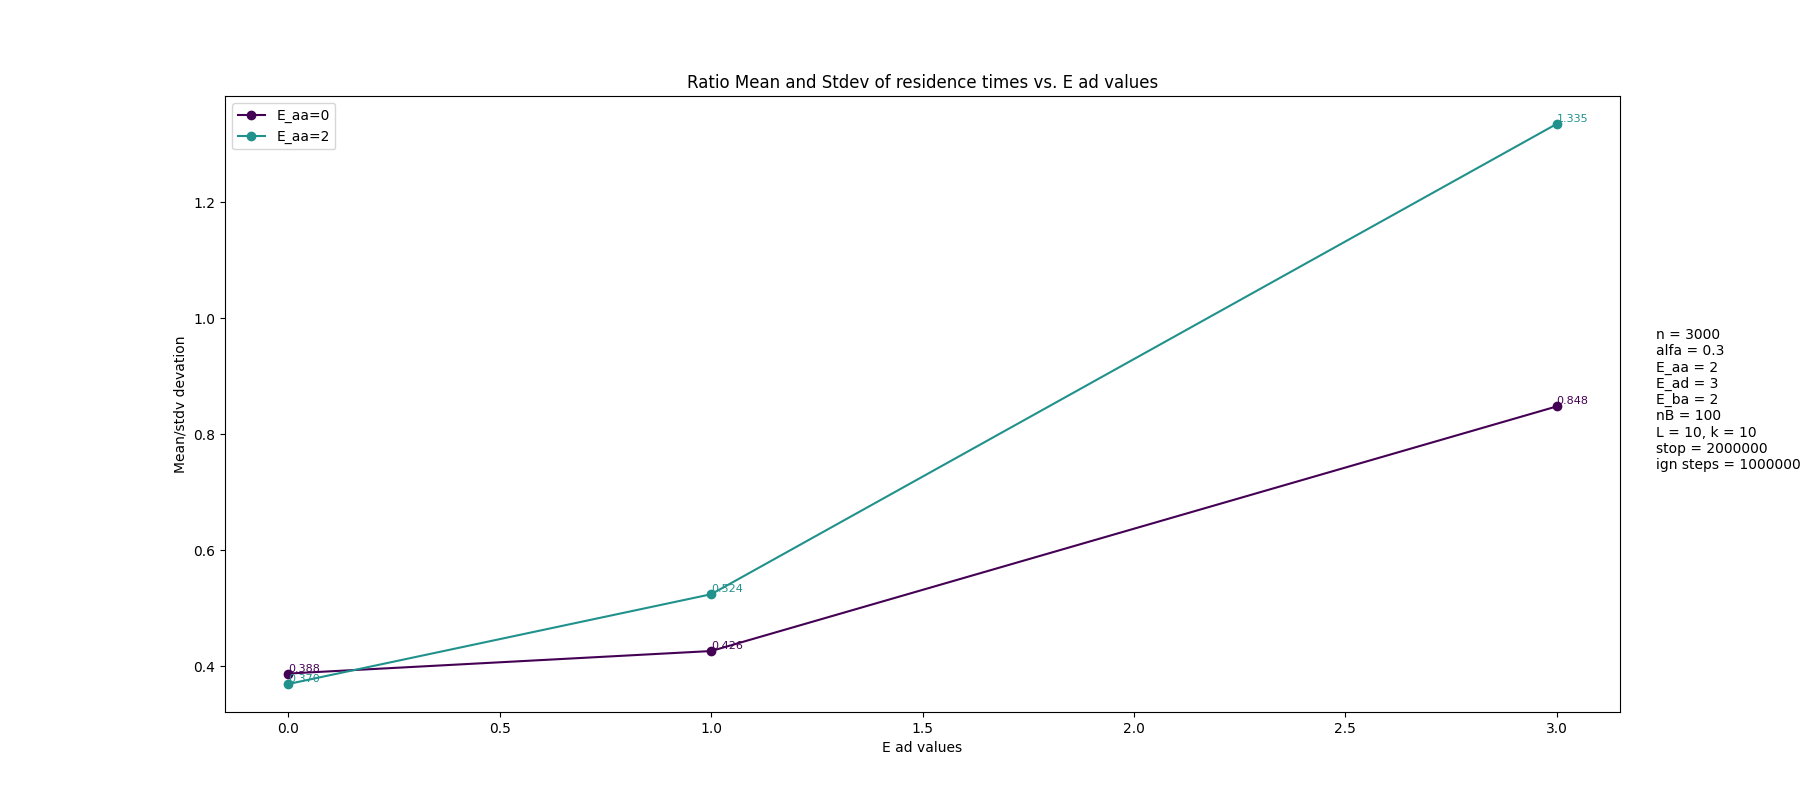 Ratio Mean and Stdev of residence times vs. E ad values
E_aa=0
E_aa=2
Mean/stdv devation
1.2
1.0
0.8
0.6
0.4
1.335
0.848
0.524
0.426
0.388
0.370
0.0
0.5
1.0
1.5
2.0
2.5
3.0
E ad values
n = 3000
alfa = 0.3
E_aa = 2
E_ad = 3
E_ba = 2
nB = 100
L = 10, k = 10
stop = 2000000
ign steps = 1000000